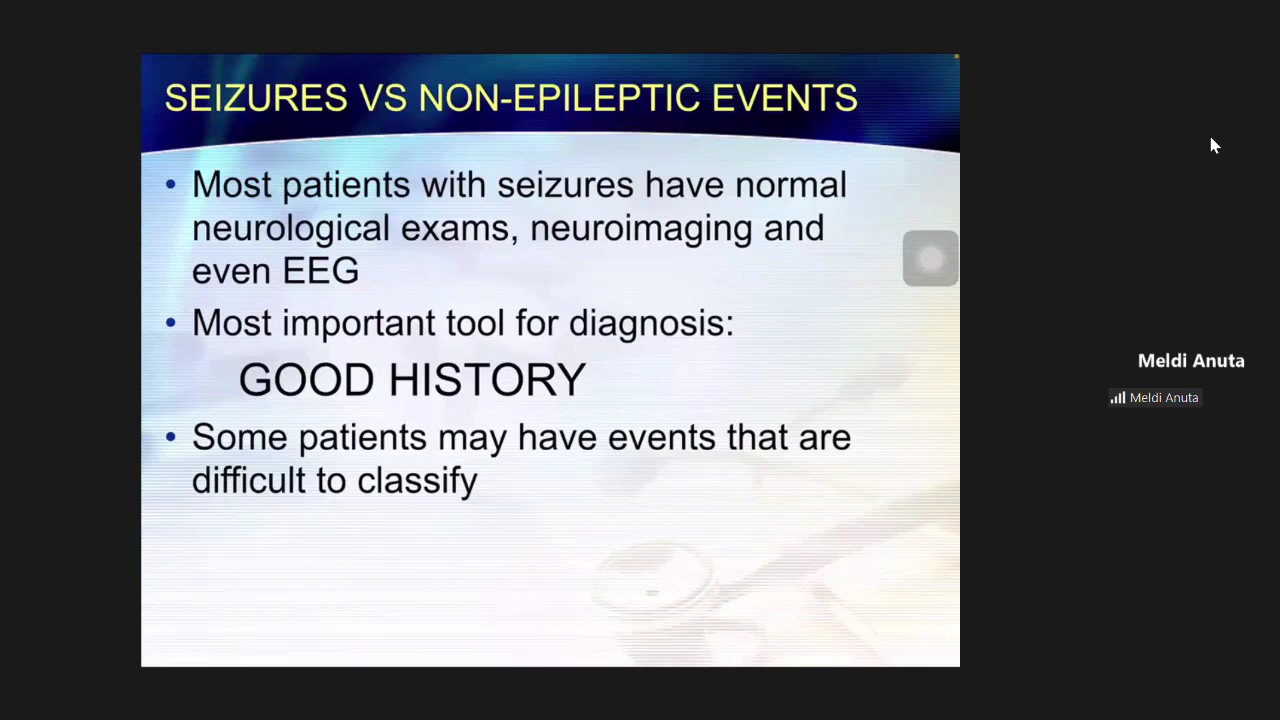 SEIZURES VS NON-EPILEPTIC EVENTS
• Most patients with seizures have normal
neurological exams, neuroimaging and
even EEG
• Most important tool for diagnosis:
GOOD HISTORY
• Some patients may have events that are
difficult to classify
Meldi Anuta
Meldi Anuta